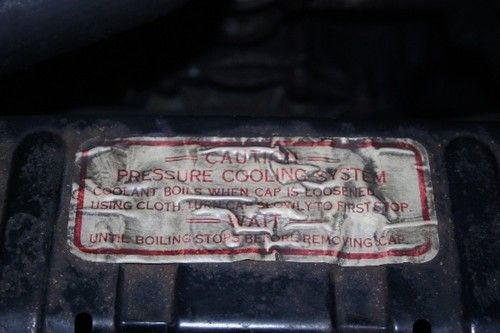 CAUTION
PRESSURE COOLING SYSTEM
COOLANT BOILS WHEN CAP IS LOOSENED
USING CLOTH TURN CAP SLOWLY TO FIRST STOP.
WAIT
UNTIL BOILING STOPS BEFORE REMOVING CAP.